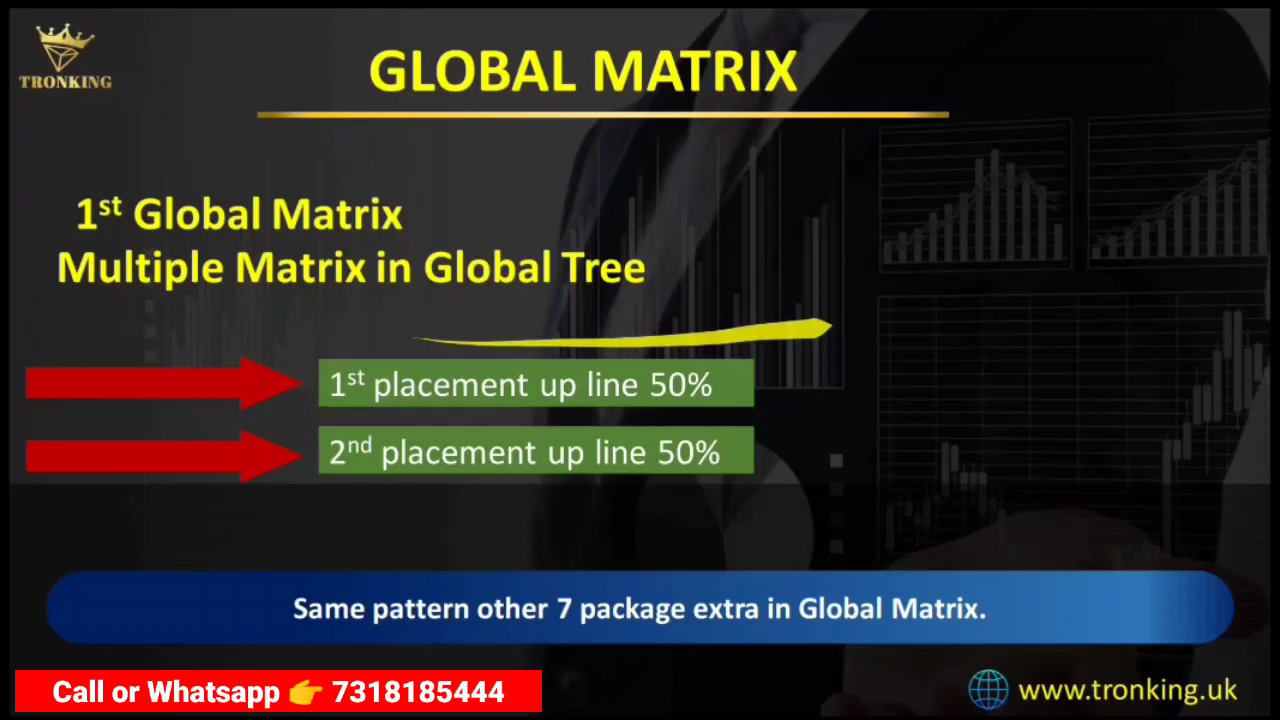 TRONKING
GLOBAL MATRIX
1st Global Matrix
Multiple Matrix in Global Tree
1st placement up line 50%
2nd placement up line 50%
Same pattern other 7 package extra in Global Matrix.
Call or Whatsapp 👉 7318185444
www.tronking.uk